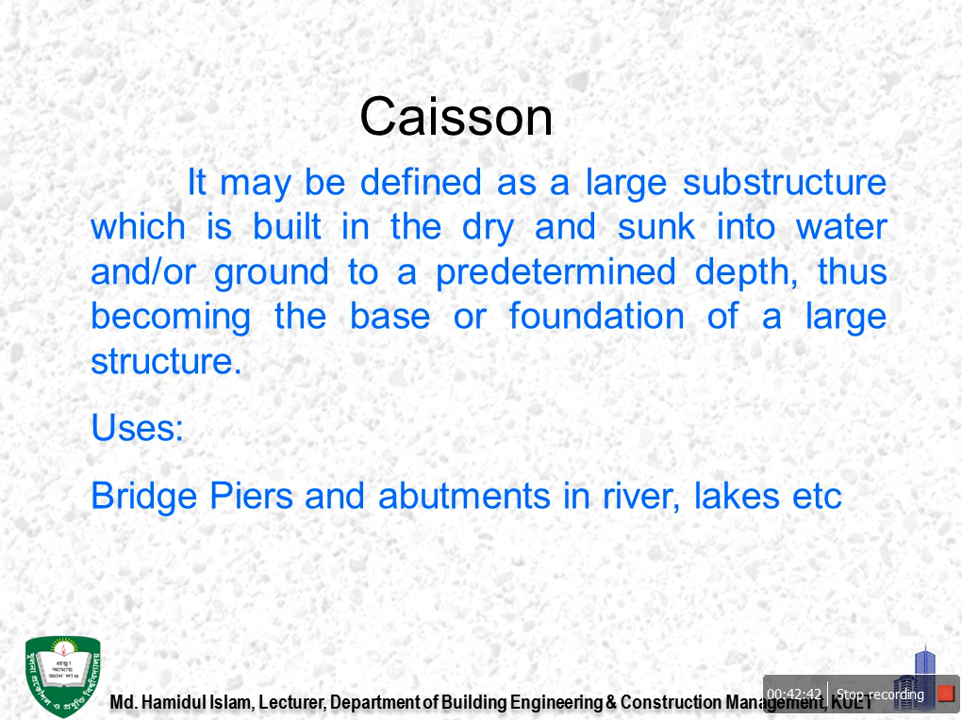 Caisson
It may be defined as a large substructure
which is built in the dry and sunk into water
and/or ground to a predetermined depth, thus
becoming the base or foundation of a large
structure.
Uses:
Bridge Piers and abutments in river, lakes etc
Md. Hamidul Islam, Lecturer, Department of Building Engineering & Construction Management, KUET
00:42:42 Stop recording